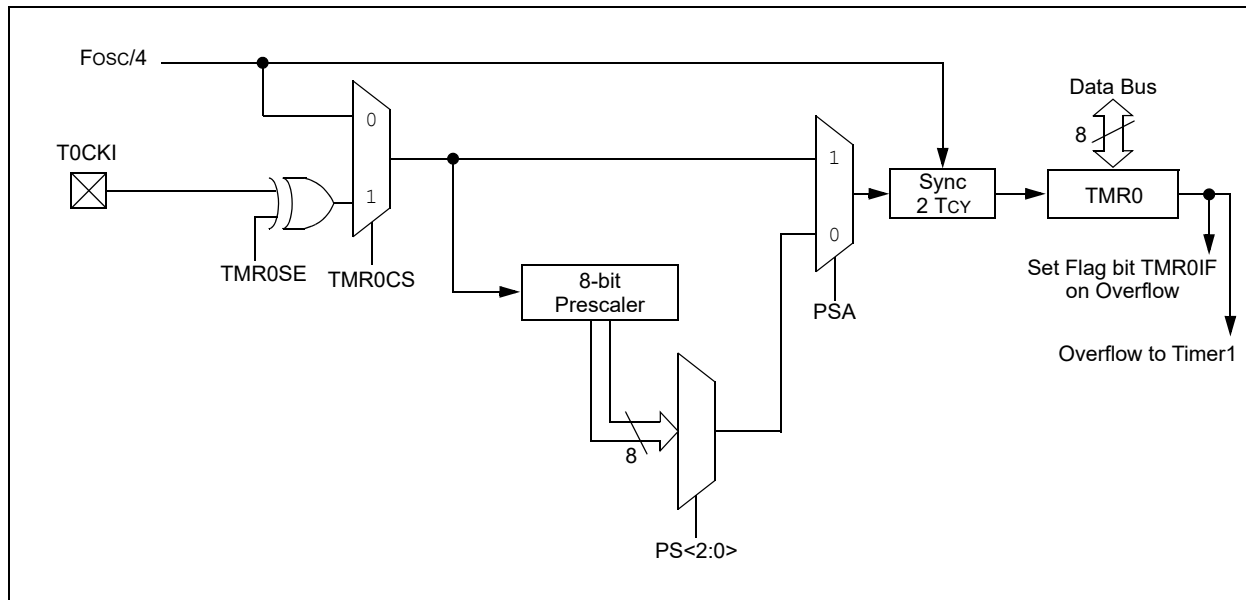 FOSC/4
Data Bus
8
T0CKI
0
1
1
0
Sync
2 TCY
TMR0
TMR0SE
TMR0CS
8-bit
Prescaler
PSA
Set Flag bit TMR0IF
on Overflow
Overflow to Timer1
8
PS<2:0>